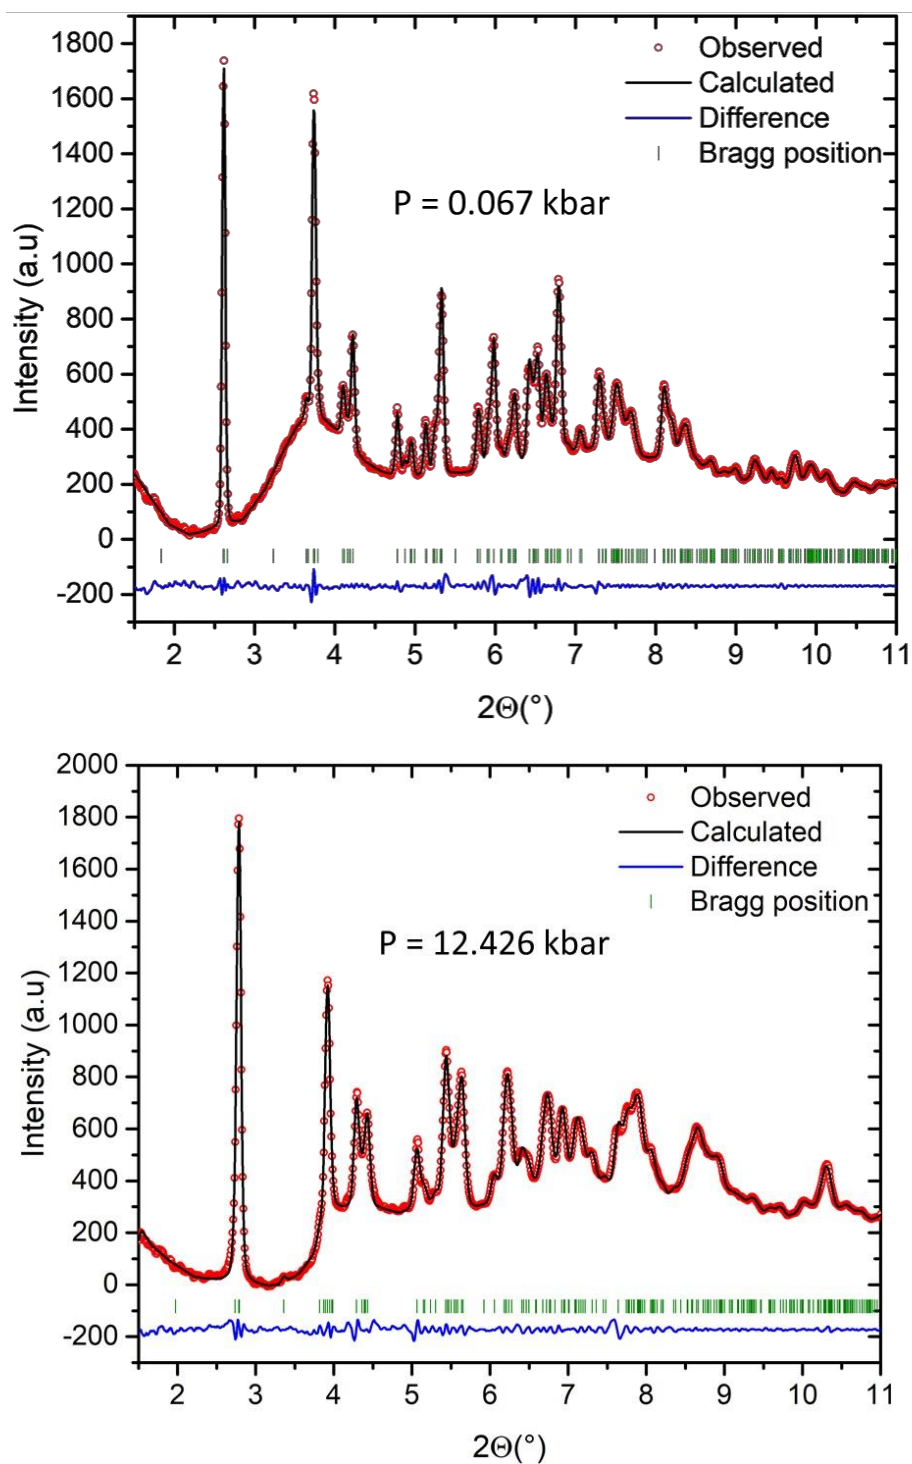 1800
1600
1400
1200
1000
800
600
400
200
0
-200
Intensity (a.u)
Observed
Calculated
Difference
Bragg position
P = 0.067 kbar
2 3 4 5 6 7 8 9 10 11
2Θ(°)
2000
1800
1600
1400
1200
1000
800
600
400
200
0
-200
Intensity (a.u)
Observed
Calculated
Difference
Bragg position
P = 12.426 kbar
2 3 4 5 6 7 8 9 10 11
2Θ(°)